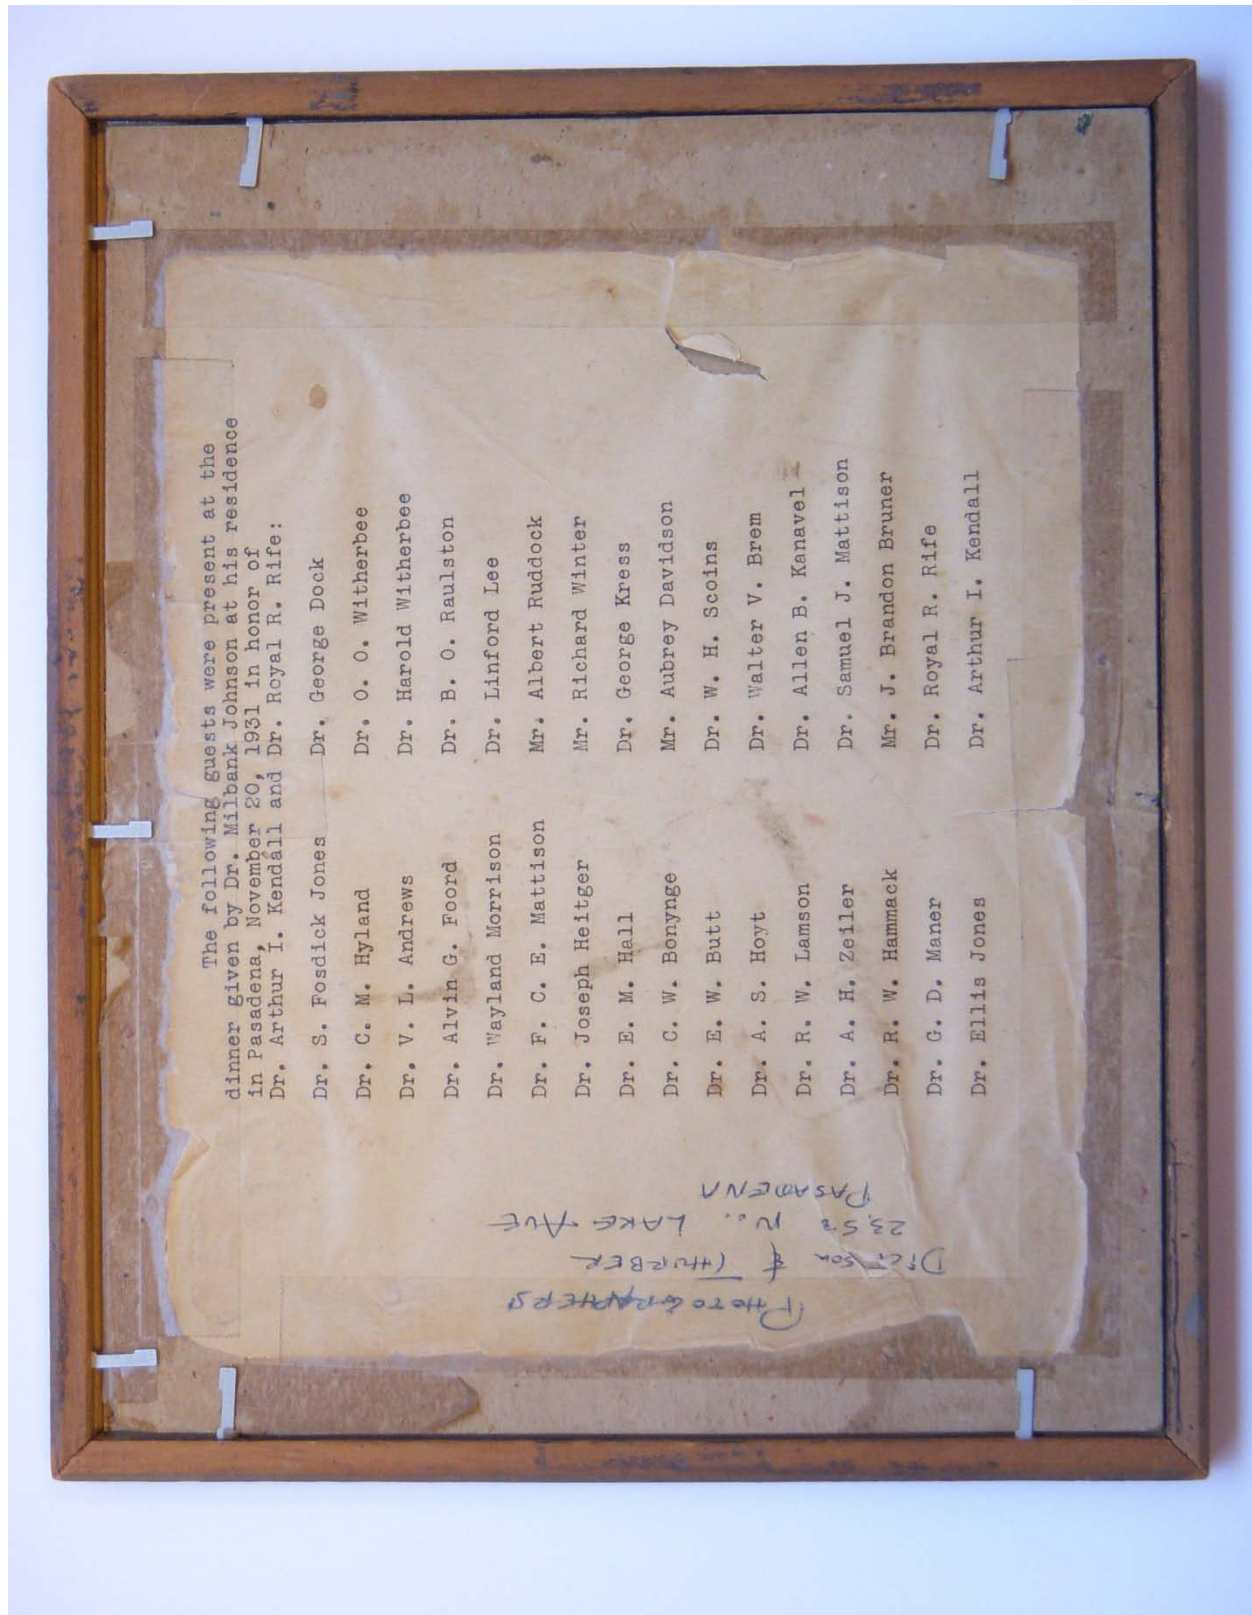 The following guests were present at the
dinner given by Dr. Milbank Johnson at his residence
in Pasadena, November 20, 1931 in honor of
Dr. Arthur I. Kendall and Dr. Royal R. Rife:
Dr. S. Fosdick Jones Dr. George Dock
Dr. C. M. Hyland Dr. O. O. Witherbee
Dr. V. L. Andrews Dr. Harold Witherbee
Dr. Alvin G. Foord Dr. B. O. Raulston
Dr. Wayland Morrison Dr. Linford Lee
Dr. F. C. E. Mattison Mr. Albert Ruddock
Dr. Joseph Heitger Mr. Richard Winter
Dr. E. M. Hall Dr. George Kress
Dr. C. W. Bonynge Mr. Aubrey Davidson
Dr. E. W. Butt Dr. W. H. Scoins
Dr. A. S. Hoyt Dr. Walter V. Brem
Dr. R. W. Lamson Dr. Allen B. Kanavel
Dr. A. H. Zeiler Dr. Samuel J. Mattison
Dr. R. W. Hammack Mr. J. Brandon Bruner
Dr. G. D. Maner Dr. Royal R. Rife
Dr. Ellis Jones Dr. Arthur I. Kendall
PHOTOGRAPHERS
& THURBER
N. LAKE AVE
PASADENA